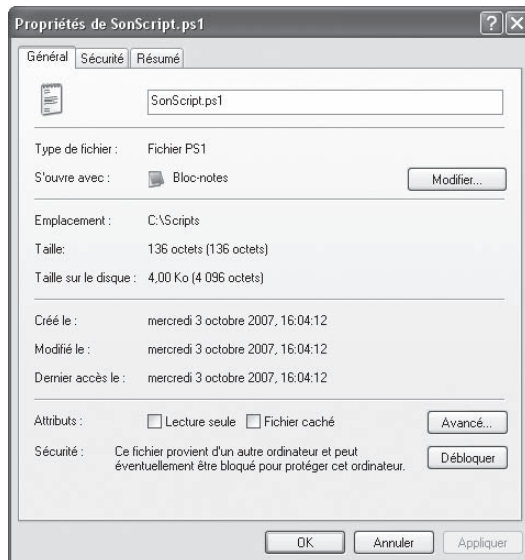 Propriétés de SonScript.ps1
Général Sécurité Résumé
SonScript.ps1
Type de fichier : Fichier PS1
S'ouvre avec : Bloc-notes Modifier...
Emplacement : C:\Scripts
Taille: 136 octets (136 octets)
Taille sur le disque : 4,00 Ko (4 096 octets)
Créé le : mercredi 3 octobre 2007, 16:04:12
Modifié le : mercredi 3 octobre 2007, 16:04:12
Dernier accès le : mercredi 3 octobre 2007, 16:04:12
Attributs : Lecture seule Fichier caché Avancé...
Sécurité : Ce fichier provient d'un autre ordinateur et peut
éventuellement être bloqué pour protéger cet ordinateur. Débloquer
OK Annuler Appliquer